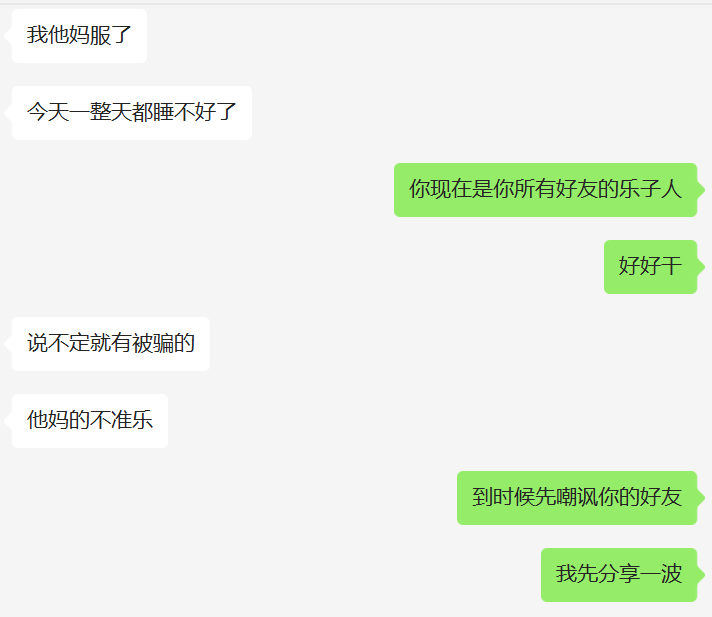 我他妈服了
今天一整天都睡不好了
你现在是你所有好友的乐子人
好好干
说不定就有被骗的
他妈的不准乐
到时候先嘲讽你的好友
我先分享一波